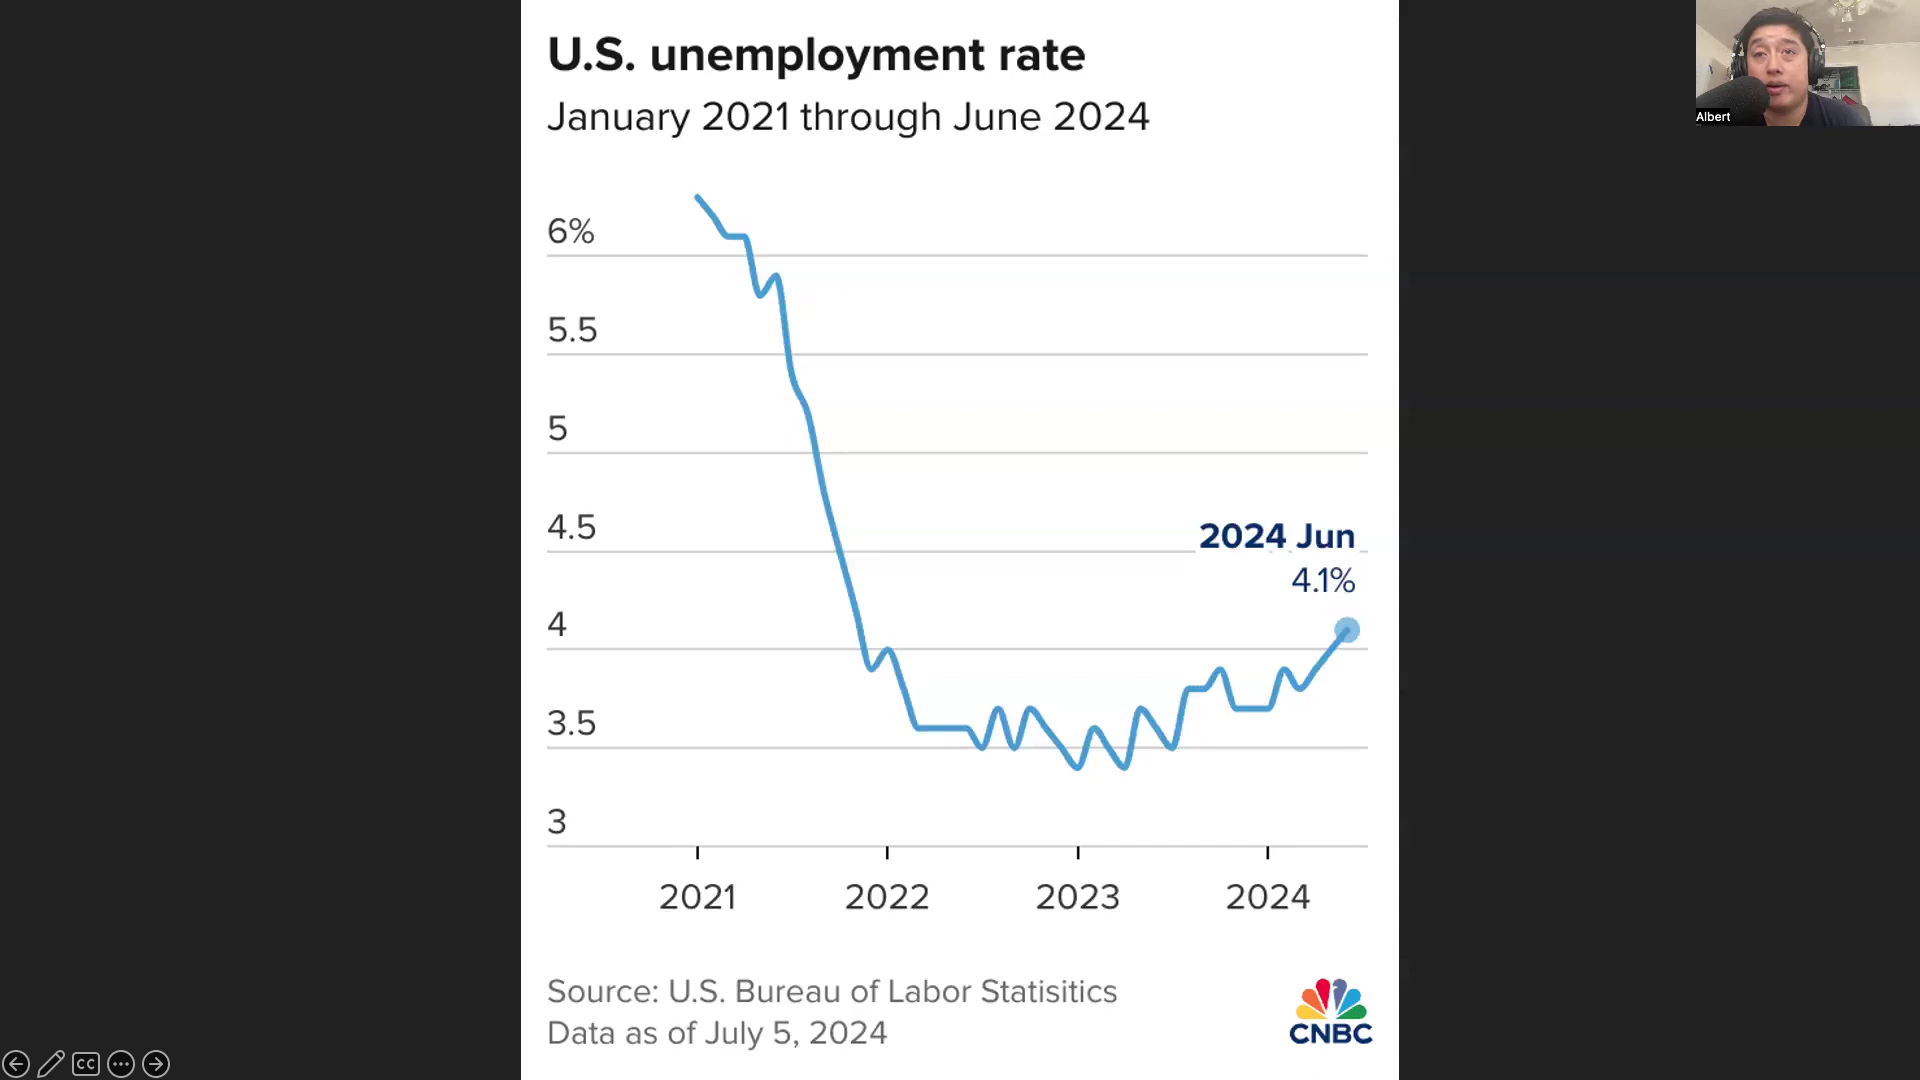 U.S. unemployment rate
January 2021 through June 2024
Albert
6%
5.5
5
4.5
2024 Jun
4.1%
4
3.5
3
2021 2022 2023 2024
Source: U.S. Bureau of Labor Statisitics
Data as of July 5, 2024
CNBC
CC